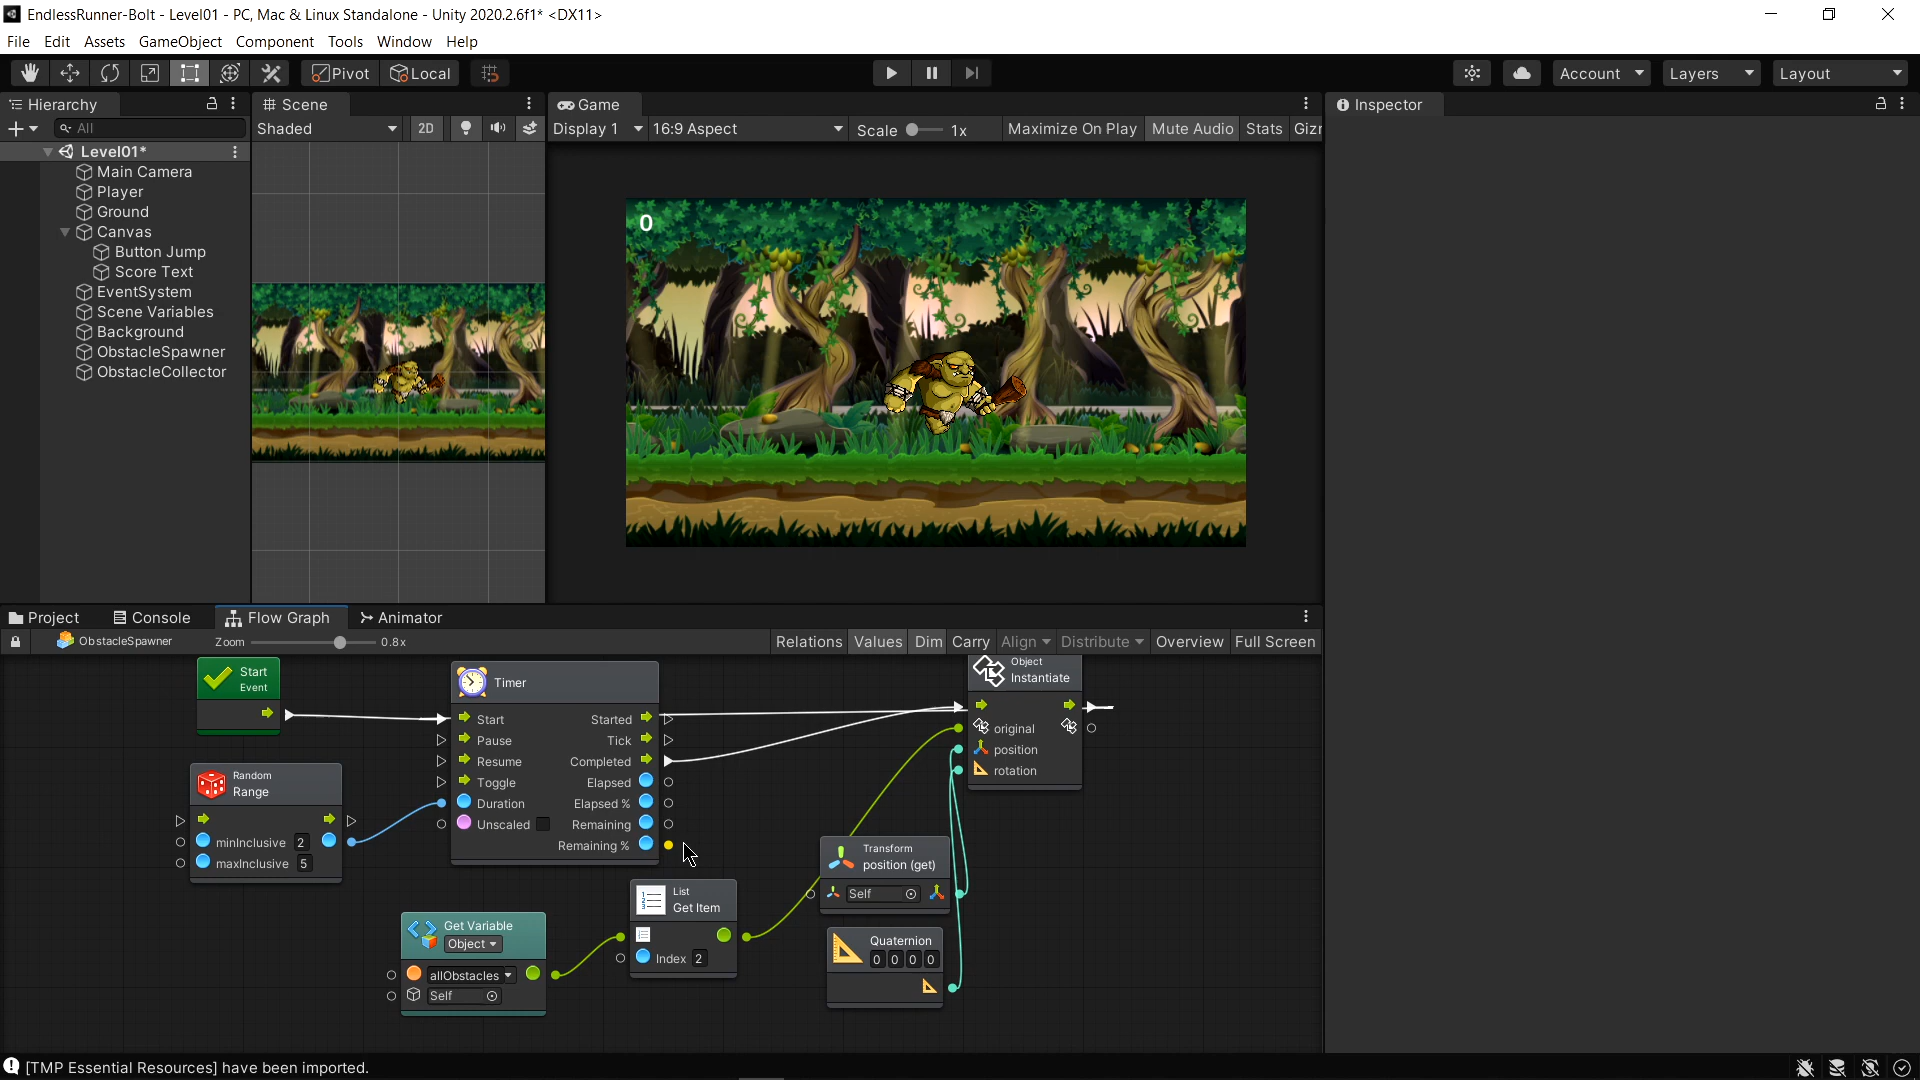 EndlessRunner-Bolt - Level01 - PC, Mac & Linux Standalone - Unity 2020.2.6f1* <DX11>
File Edit Assets GameObject Component Tools Window Help
Pivot Local Account Layers Layout
Hierarchy
All
Level01*
Main Camera
Player
Ground
Canvas
Button Jump
Score Text
EventSystem
Scene Variables
Background
ObstacleSpawner
ObstacleCollector
Scene
Shaded 2D
Game
Display 1 16:9 Aspect Scale 1x Maximize On Play Mute Audio Stats Giz
0
Inspector
Project Console Flow Graph Animator
ObstacleSpawner Zoom 0.8x Relations Values Dim Carry Align Distribute Overview Full Screen
Start
Event
Random
Range
minInclusive 2
maxInclusive 5
Timer
Start Started
Pause Tick
Resume Completed
Toggle Elapsed
Duration Elapsed %
Unscaled Remaining
Remaining %
Get Variable
Object
allObstacles
Self
List
Get Item
1
2
3
Index 2
Transform
position (get)
Self
Quaternion
0 0 0 0
Object
Instantiate
original
position
rotation
[TMP Essential Resources] have been imported.